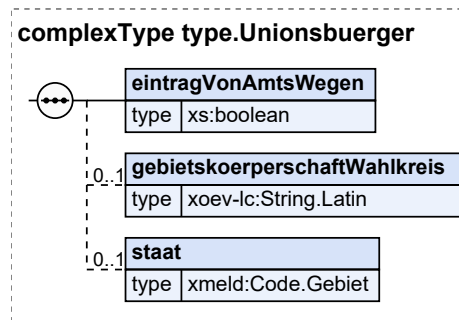 complexType type.Unionsbuerger
eintragVonAmtsWegen
type xs:boolean
0..1
gebietskoerperschaftWahlkreis
type xoev-lc:String.Latin
0..1
staat
type xmeld:Code.Gebiet